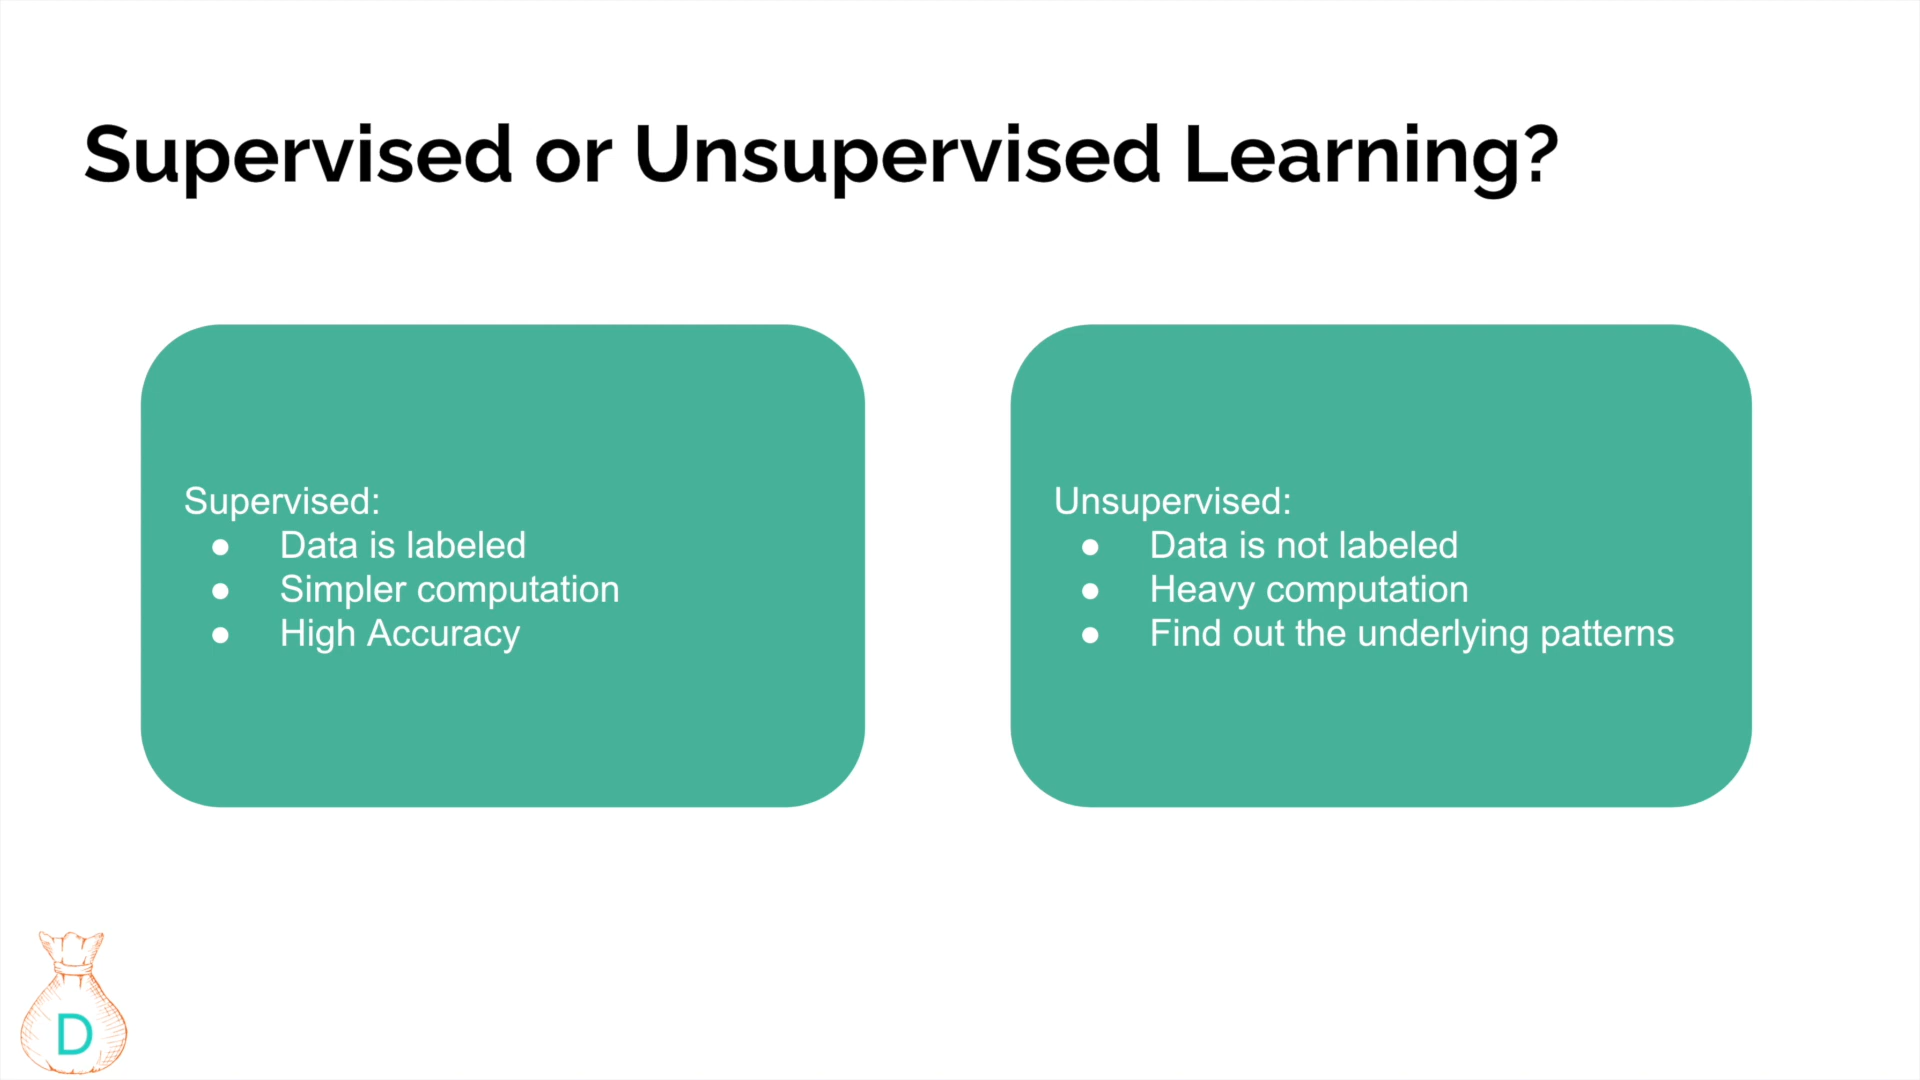 Supervised or Unsupervised Learning?
Supervised:
● Data is labeled
● Simpler computation
● High Accuracy
Unsupervised:
● Data is not labeled
● Heavy computation
● Find out the underlying patterns
D